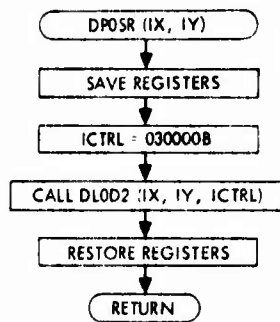 DPOSR (IX, IY)
SAVE REGISTERS
ICTRL = 030000B
CALL DLOD2 (IX, IY, ICTRL)
RESTORE REGISTERS
RETURN